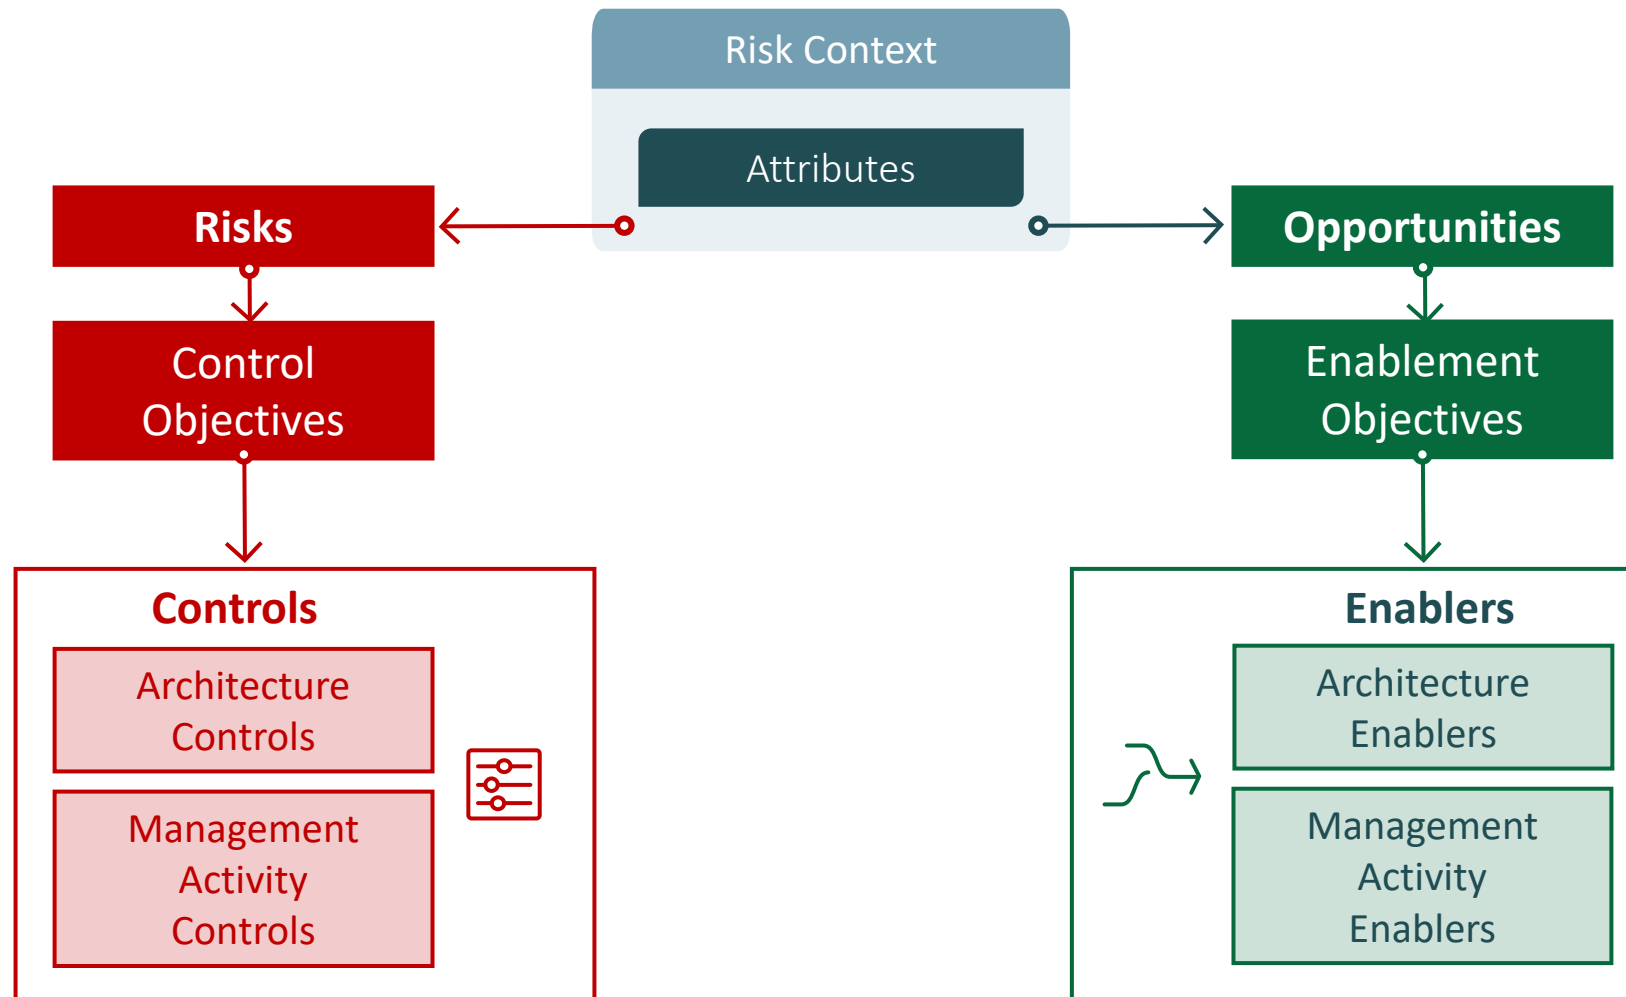 Risk Context
Attributes
Risks
Opportunities
Control
Objectives
Enablement
Objectives
Controls
Architecture
Controls
Management
Activity
Controls
Enablers
Architecture
Enablers
Management
Activity
Enablers